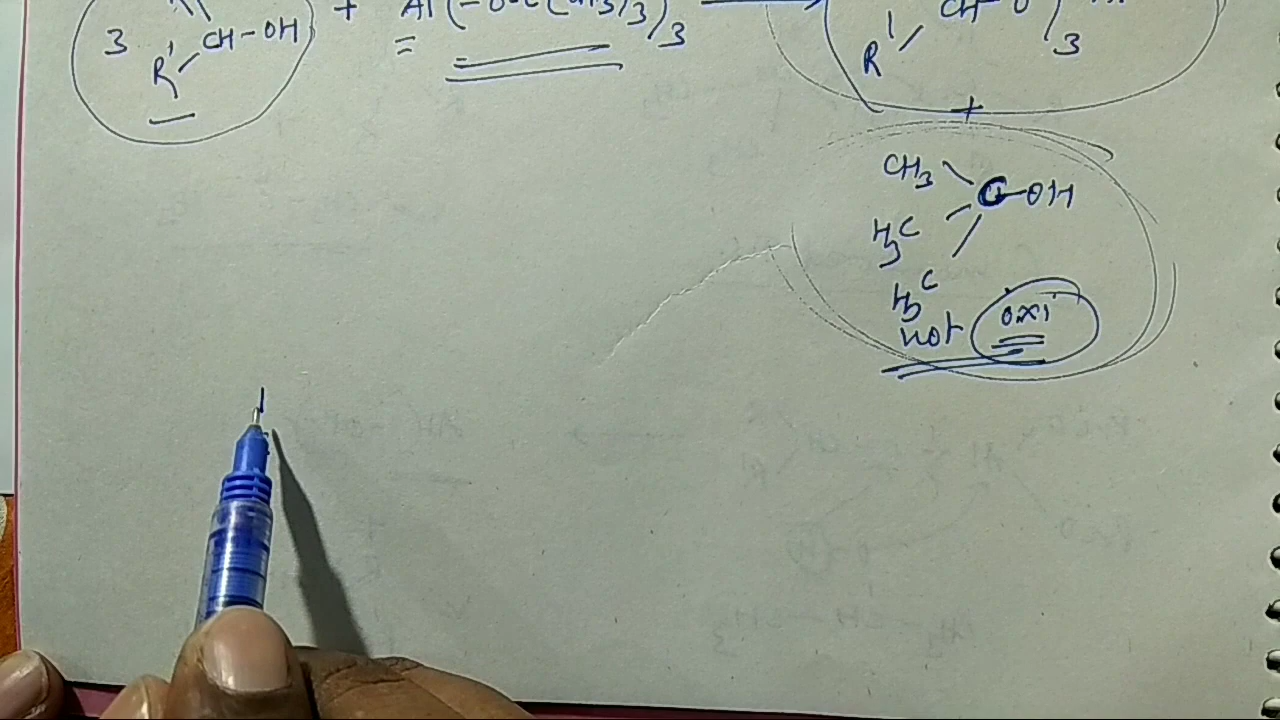 3 R' CH-OH + Al(-O-C(CH3)3)3
R' CH-O )3
+
CH3
C-OH
H3C
H3C
not oxi